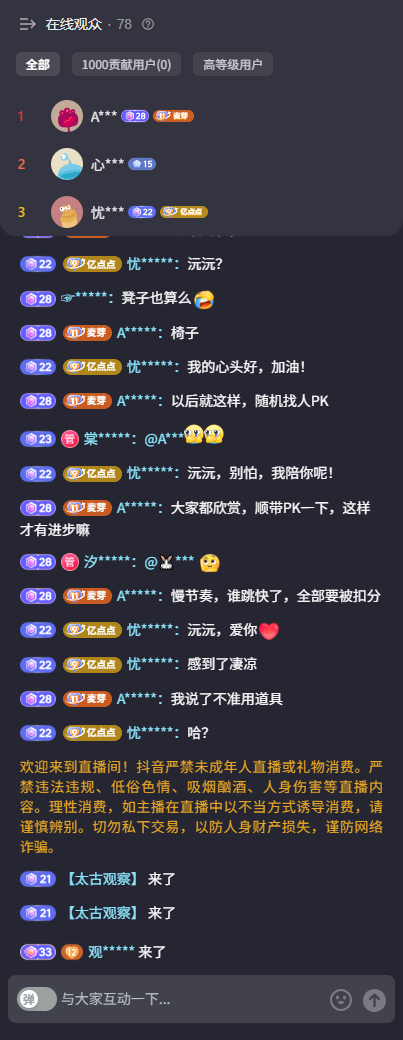 在线观众 · 78
全部 1000贡献用户(0) 高等级用户
1 A*** 28 11 麦芽
2 心*** 15
3 忧*** 22 9 亿点点
22 9 亿点点 忧*****: 沅沅?
28 *****: 凳子也算么
28 11 麦芽 A*****: 椅子
22 9 亿点点 忧*****: 我的心头好，加油!
28 11 麦芽 A*****: 以后就这样，随机找人PK
23 管 棠*****: @A***
22 9 亿点点 忧*****: 沅沅，别怕，我陪你呢!
28 11 麦芽 A*****: 大家都欣赏，顺带PK一下，这样
才有进步嘛
28 管 汐*****: @***
28 11 麦芽 A*****: 慢节奏，谁跳快了，全部要被扣分
22 9 亿点点 忧*****: 沅沅，爱你
22 9 亿点点 忧*****: 感到了凄凉
28 11 麦芽 A*****: 我说了不准用道具
22 9 亿点点 忧*****: 哈?
欢迎来到直播间！抖音严禁未成年人直播或礼物消费。严
禁违法违规、低俗色情、吸烟酗酒、人身伤害等直播内
容。理性消费，如主播在直播中以不当方式诱导消费，请
谨慎辨别。切勿私下交易，以防人身财产损失，谨防网络
诈骗。
21 【太古观察】 来了
21 【太古观察】 来了
33 12 观***** 来了
弹 与大家互动一下...